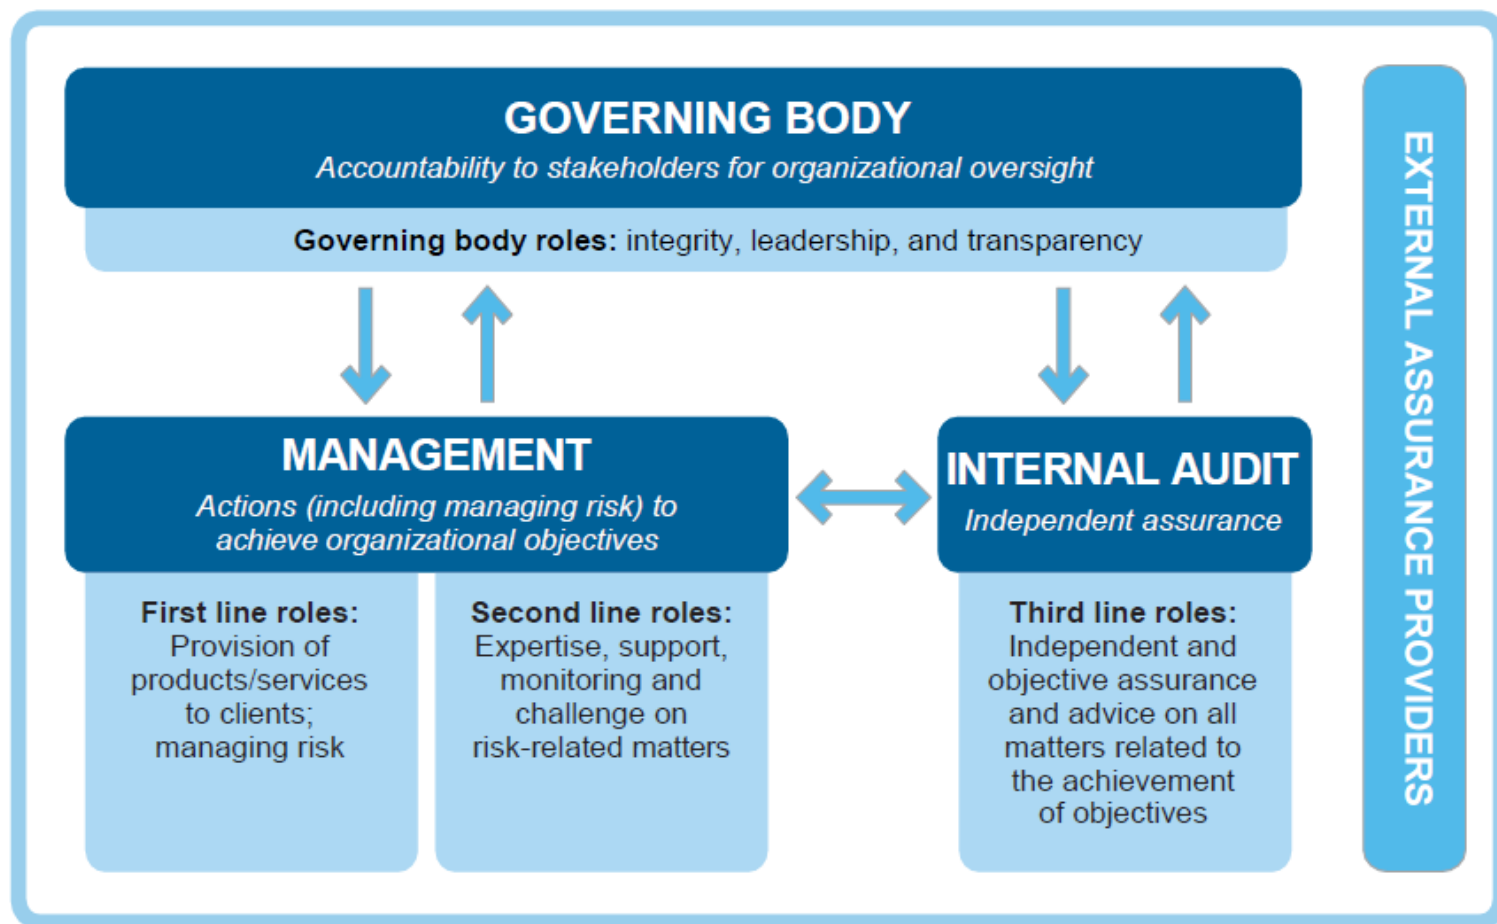 GOVERNING BODY
Accountability to stakeholders for organizational oversight
Governing body roles: integrity, leadership, and transparency
MANAGEMENT
Actions (including managing risk) to
achieve organizational objectives
First line roles:
Provision of
products/services
to clients;
managing risk
Second line roles:
Expertise, support,
monitoring and
challenge on
risk-related matters
INTERNAL AUDIT
Independent assurance
Third line roles:
Independent and
objective assurance
and advice on all
matters related to
the achievement
of objectives
EXTERNAL ASSURANCE PROVIDERS